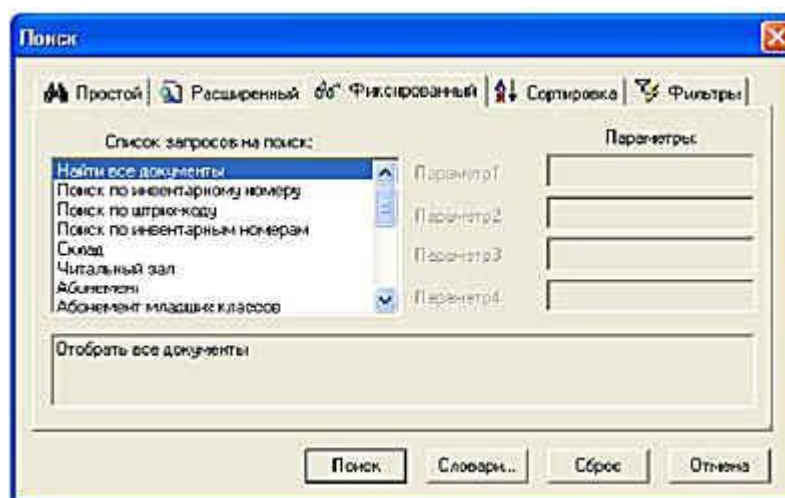 Поиск
Простой Расширенный Фиксированный Сортировка Фильтры
Список запросов на поиск:
Параметры:
Найти все документы
Поиск по инвентарному номеру
Поиск по штрих-коду
Поиск по инвентарным номерам
Склад
Читальный зал
Абонемент
Абонемент младших классов
Параметр1
Параметр2
Параметр3
Параметр4
Отобрать все документы
Поиск Словари... Сброс Отмена